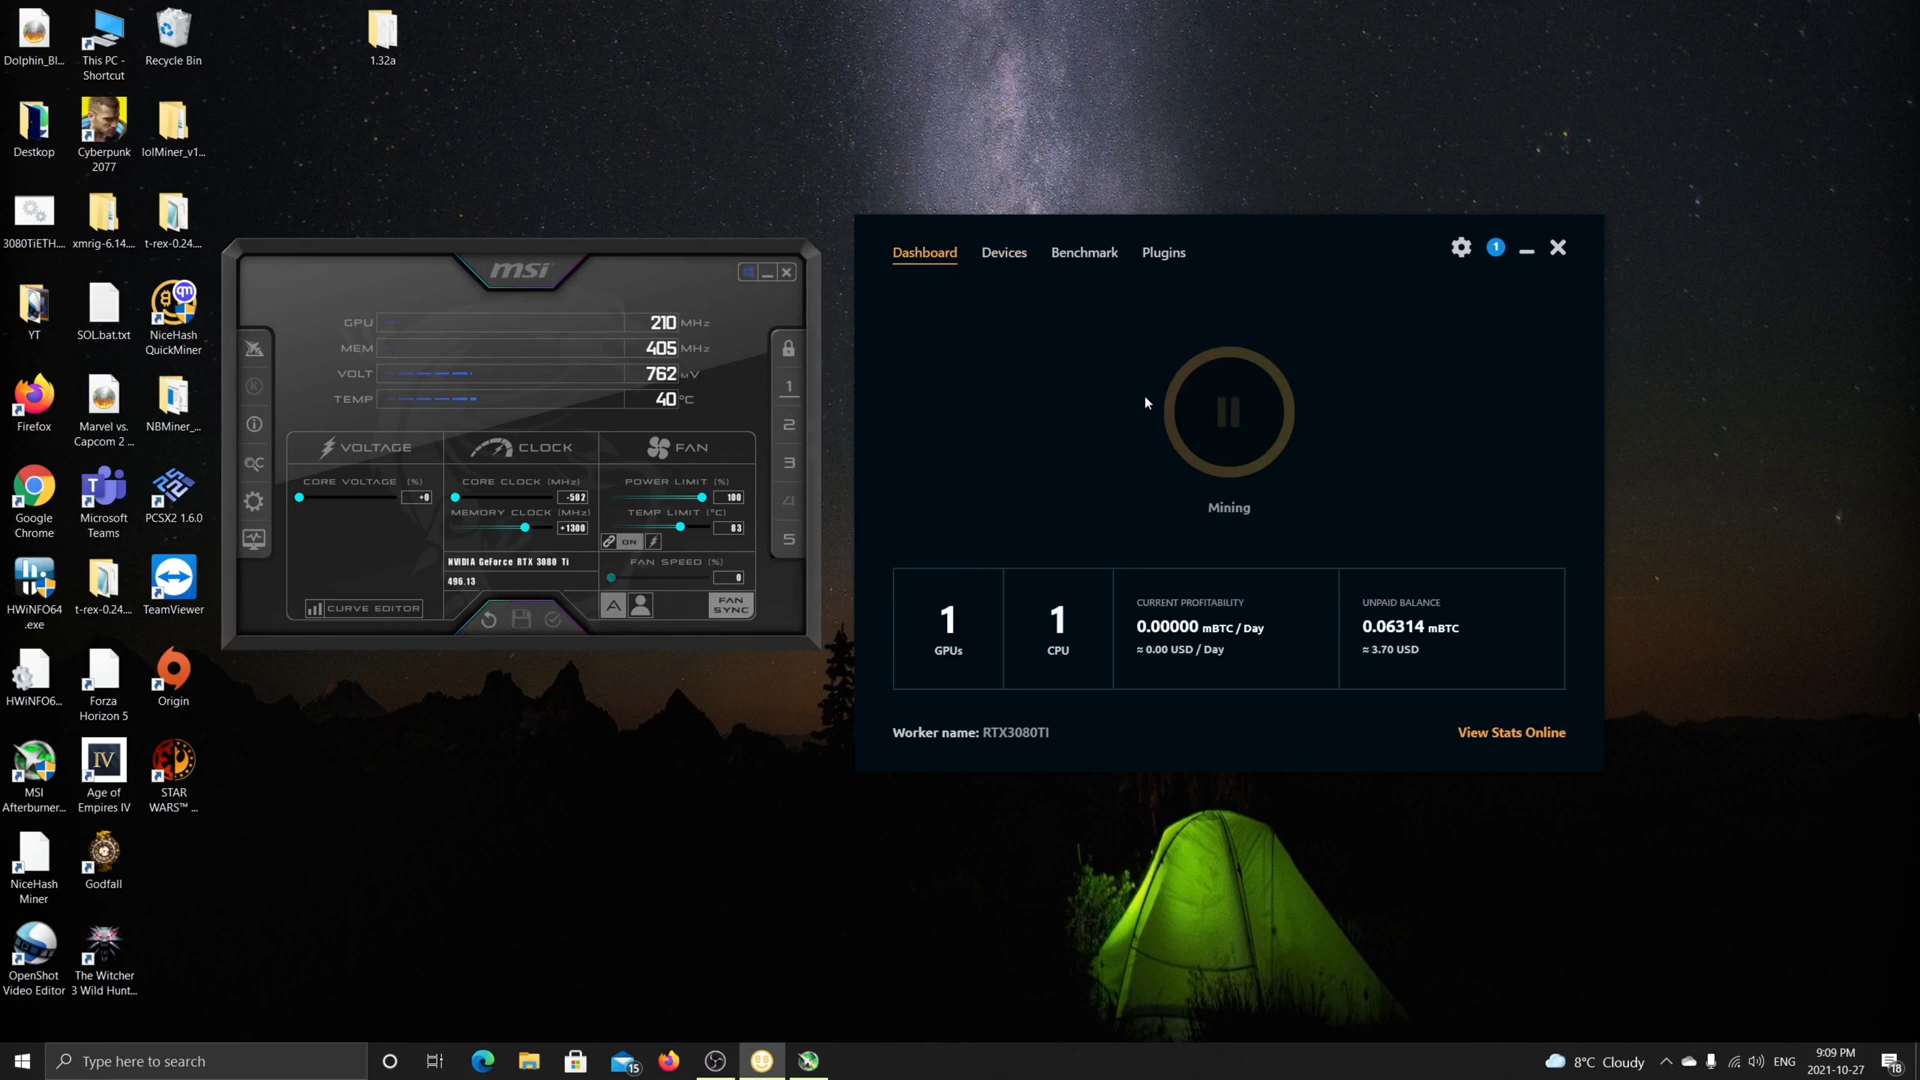 Dolphin_Bl...
This PC -
Shortcut
Recycle Bin
1.32a
Destkop
Cyberpunk
2077
lolMiner_v1...
3080TiETH....
xmrig-6.14....
t-rex-0.24....
YT
SOL.bat.txt
NiceHash
QuickMiner
Firefox
Marvel vs.
Capcom 2 ...
NBMiner_...
Google
Chrome
Microsoft
Teams
PCSX2 1.6.0
HWiNFO64
.exe
t-rex-0.24....
TeamViewer
HWiNFO6...
Forza
Horizon 5
Origin
MSI
Afterburner...
IV
Age of
Empires IV
STAR
WARS™ ...
NiceHash
Miner
Godfall
OpenShot
Video Editor
The Witcher
3 Wild Hunt...
msi
GPU 210 MHz
MEM 405 MHz
VOLT 762 mV
TEMP 40 °C
VOLTAGE
CLOCK
FAN
CORE VOLTAGE (%)
+0
CORE CLOCK (MHz)
-502
MEMORY CLOCK (MHz)
+1300
POWER LIMIT (%)
100
TEMP LIMIT (°C)
83
ON
NVIDIA GeForce RTX 3080 Ti
496.13
FAN SPEED (%)
0
CURVE EDITOR
A
FAN
SYNC
K
OC
1
2
3
4
5
Dashboard
Devices
Benchmark
Plugins
1
Mining
1
GPUs
1
CPU
CURRENT PROFITABILITY
0.00000 mBTC / Day
≈ 0.00 USD / Day
UNPAID BALANCE
0.06314 mBTC
≈ 3.70 USD
Worker name: RTX3080TI
View Stats Online
Type here to search
15
8°C Cloudy
ENG
9:09 PM
2021-10-27
18